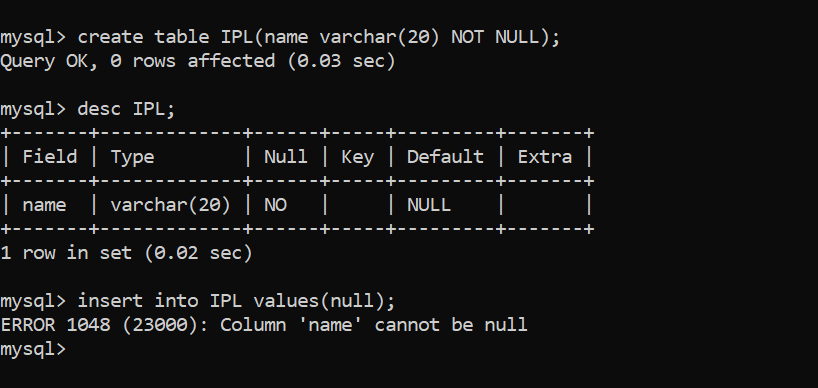 mysql> create table IPL(name varchar(20) NOT NULL);
Query OK, 0 rows affected (0.03 sec)
mysql> desc IPL;
+-------+-------------+------+-----+---------+-------+
| Field | Type        | Null | Key | Default | Extra |
+-------+-------------+------+-----+---------+-------+
| name  | varchar(20) | NO   |     | NULL    |       |
+-------+-------------+------+-----+---------+-------+
1 row in set (0.02 sec)
mysql> insert into IPL values(null);
ERROR 1048 (23000): Column 'name' cannot be null
mysql>